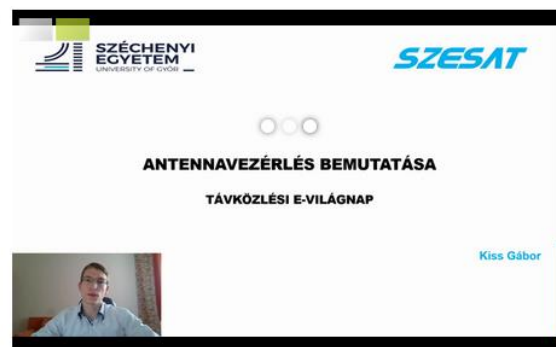 SZÉCHENYI
EGYETEM
UNIVERSITY OF GYŐR
SZESAT
ANTENNAVEZÉRLÉS BEMUTATÁSA
TÁVKÖZLÉSI E-VILÁGNAP
Kiss Gábor